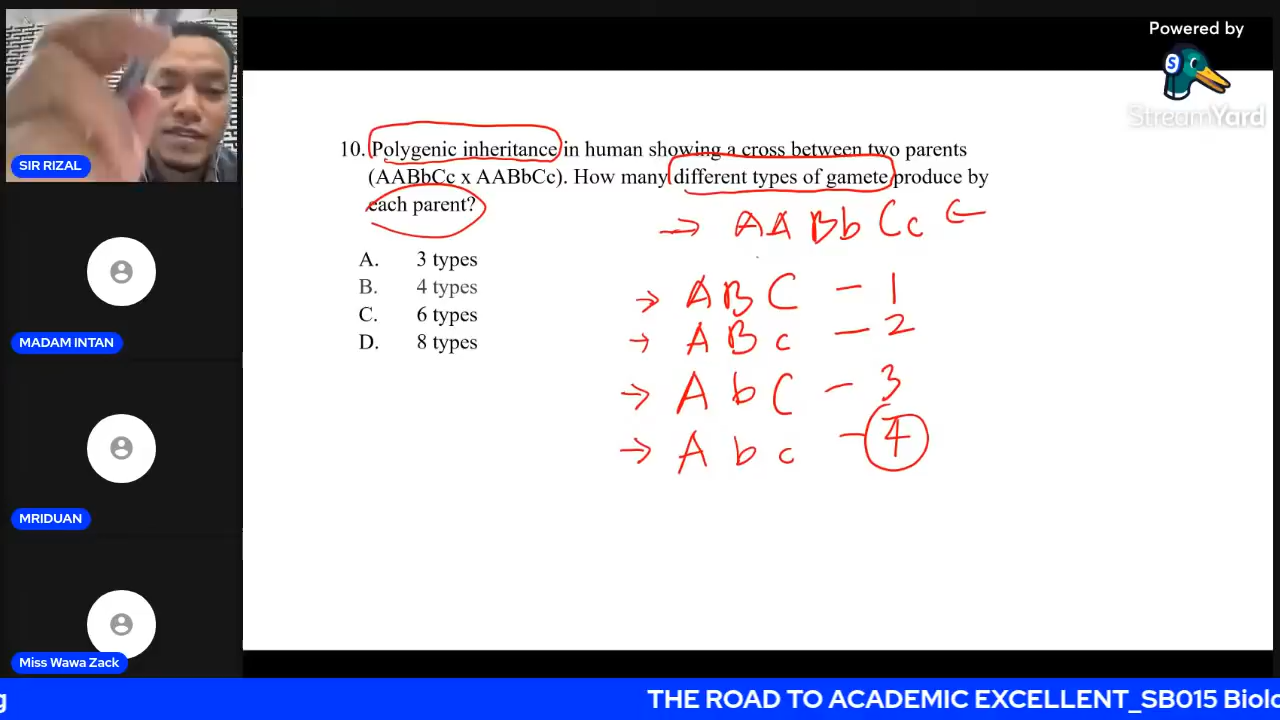 Powered by
S
StreamYard
SIR RIZAL
MADAM INTAN
MRIDUAN
Miss Wawa Zack
10. Polygenic inheritance in human showing a cross between two parents
(AABbCc x AABbCc). How many different types of gamete produce by
each parent?
→ AABbCc ←
A. 3 types
B. 4 types
C. 6 types
D. 8 types
→ ABC - 1
→ ABc - 2
→ AbC - 3
→ Abc - 4
g
THE ROAD TO ACADEMIC EXCELLENT_SB015 Biolo